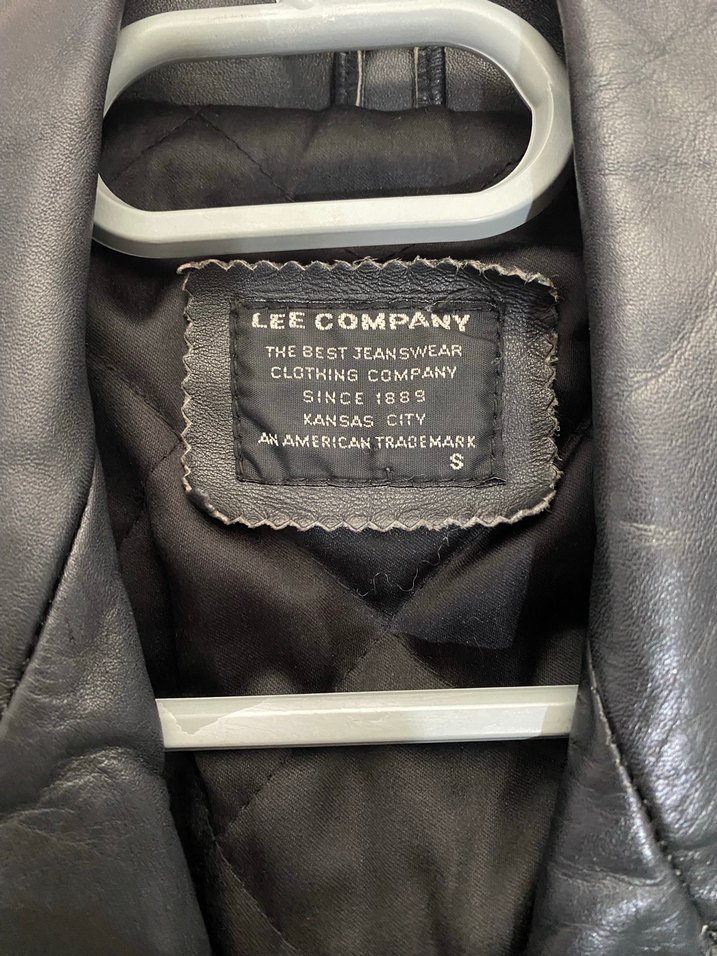 LEE COMPANY
THE BEST JEANSWEAR
CLOTHING COMPANY
SINCE 1889
KANSAS CITY
AN AMERICAN TRADEMARK
S